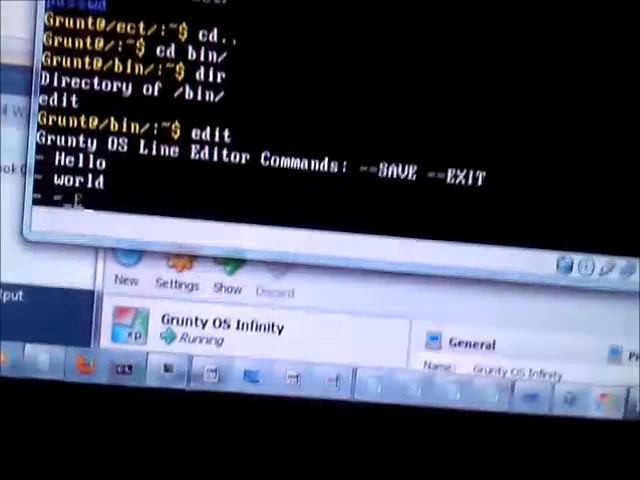 passwd
Grunt@/ect/:~$ cd..
Grunt@/:~$ cd bin/
Grunt@/bin/:~$ dir
Directory of /bin/
edit
Grunt@/bin/:~$ edit
Grunty OS Line Editor Commands: --SAVE --EXIT
- Hello
- world
New Settings Show Discard
Grunty OS Infinity
Running
General
Name: Grunty OS Infinity
xp